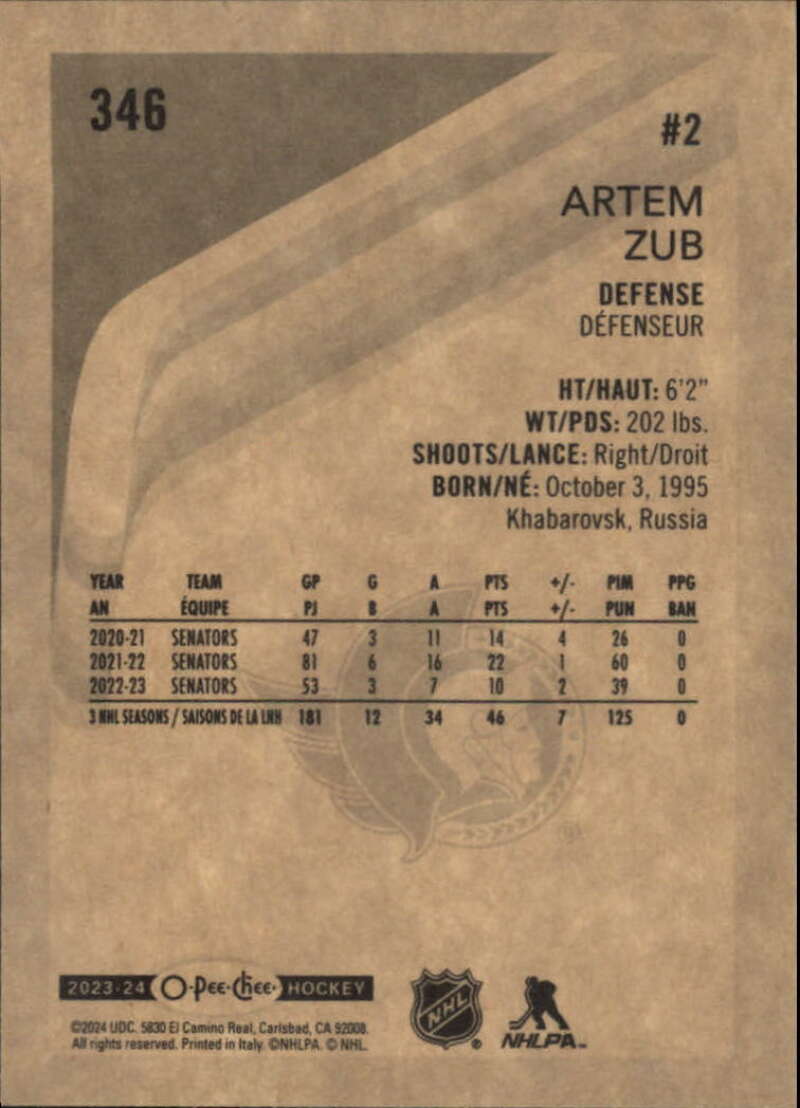 346
#2
ARTEM
ZUB
DEFENSE
DÉFENSEUR
HT/HAUT: 6'2"
WT/PDS: 202 lbs.
SHOOTS/LANCE: Right/Droit
BORN/NÉ: October 3, 1995
Khabarovsk, Russia
YEAR TEAM GP G A PTS +/- PIM PPG
AN ÉQUIPE PJ B A PTS +/- PUN BAN
2020-21 SENATORS 47 3 11 14 4 26 0
2021-22 SENATORS 81 6 16 22 1 60 0
2022-23 SENATORS 53 3 7 10 2 39 0
3 NHL SEASONS / SAISONS DE LA LNH 181 12 34 46 7 125 0
2023-24 O-Pee-Chee HOCKEY
©2024 UDC. 5830 El Camino Real, Carlsbad, CA 92008.
All rights reserved. Printed in Italy. ©NHLPA. © NHL.
NHL
NHLPA